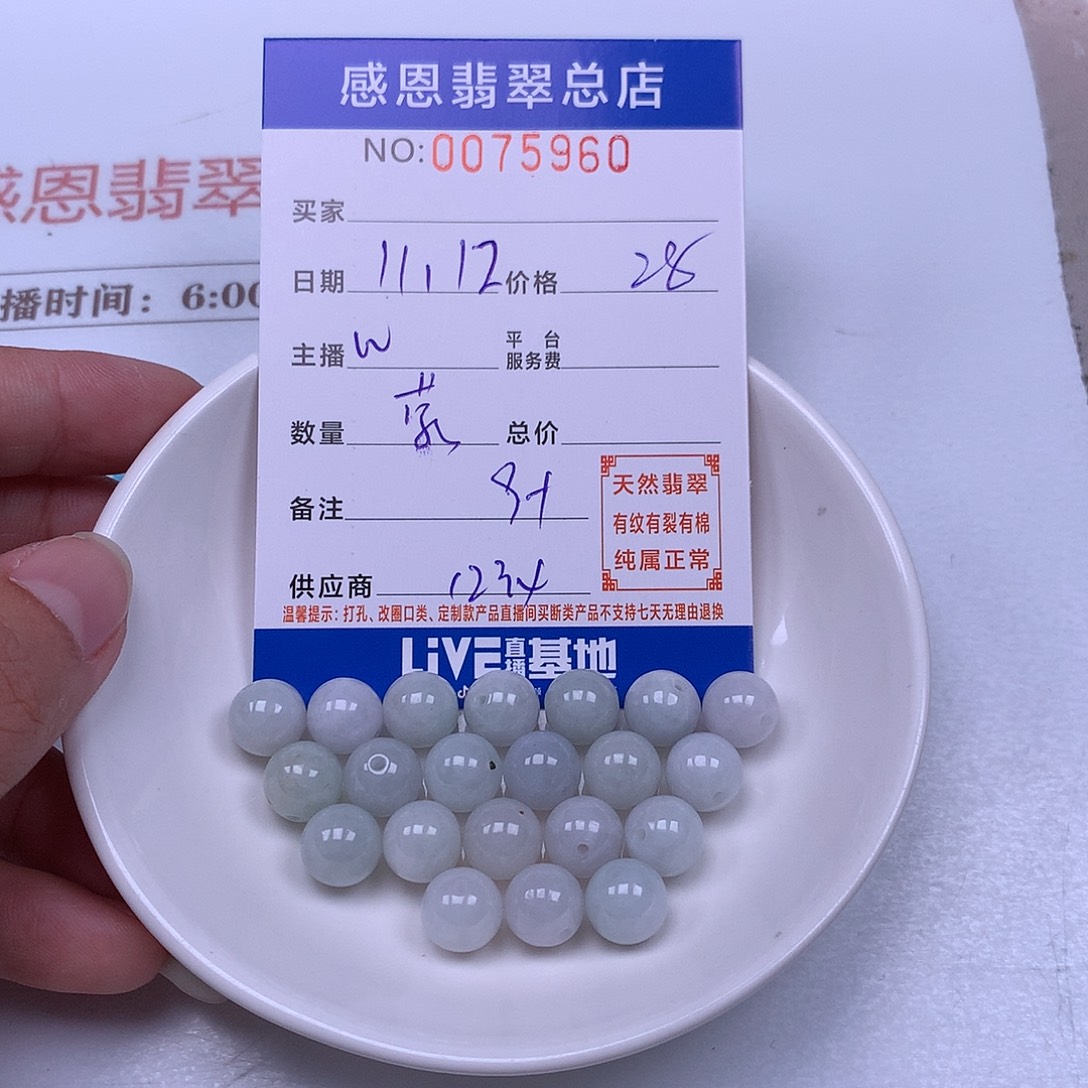 感恩翡翠总店
NO:0075960
感恩翡翠
买家
日期 11.12 价格 28
播时间：6:00
主播 W 平台服务费
数量 总价
备注
天然翡翠
有纹有裂有棉
纯属正常
供应商 1234
温馨提示：打孔、改圈口类、定制款产品直播间买断类产品不支持七天无理由退换
LiVE直播基地